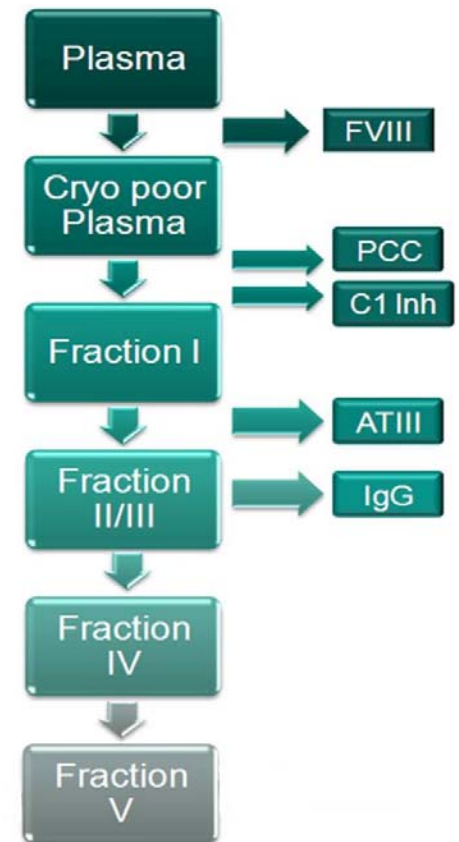 Plasma
FVIII
Cryo poor
Plasma
PCC
C1 Inh
Fraction I
ATIII
Fraction
II/III
IgG
Fraction
IV
Fraction
V